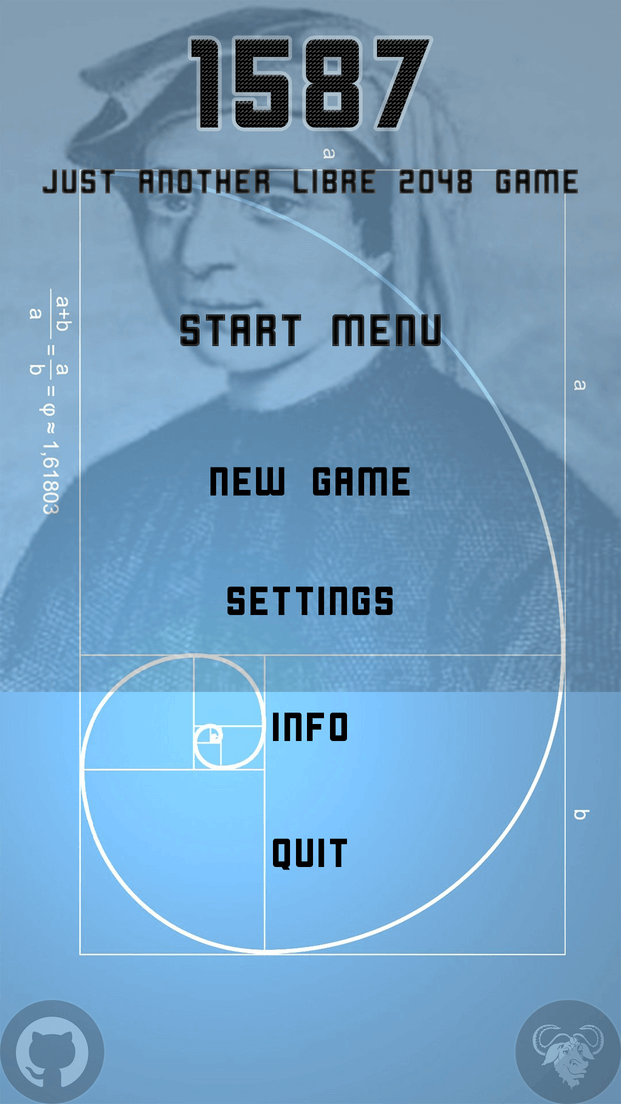 1587
a
JUST ANOTHER LIBRE 2048 GAME
a+b
a
=
a
b
= φ ≈ 1,61803
START MENU
a
NEW GAME
SETTINGS
INFO
b
QUIT